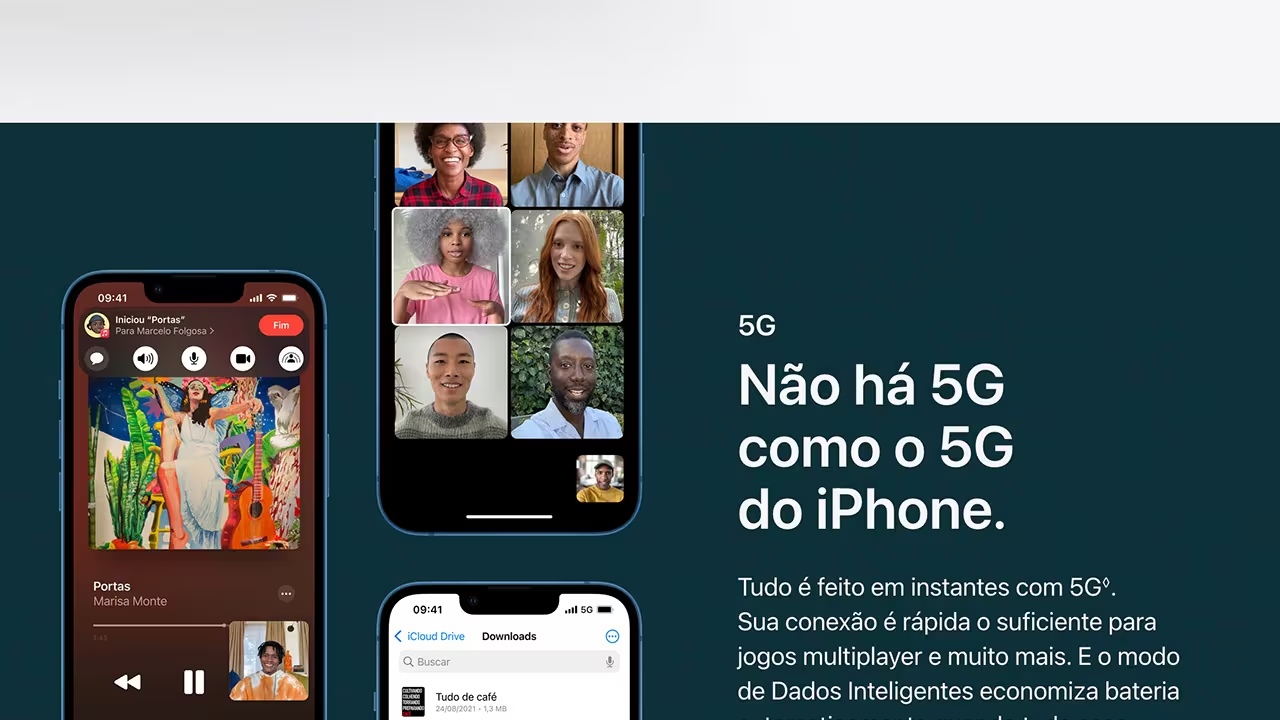 09:41
Iniciou “Portas”
Para Marcelo Folgosa >
Fim
Portas
Marisa Monte
09:41
5G
iCloud Drive
Downloads
Buscar
Tudo de café
24/08/2021 • 1,3 MB
5G
Não há 5G
como o 5G
do iPhone.
Tudo é feito em instantes com 5G◊.
Sua conexão é rápida o suficiente para
jogos multiplayer e muito mais. E o modo
de Dados Inteligentes economiza bateria